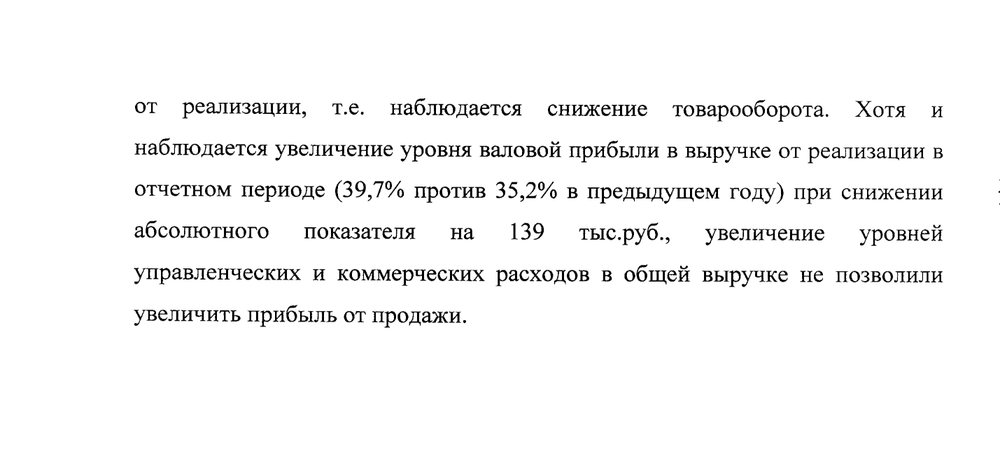 от реализации, т.е. наблюдается снижение товарооборота. Хотя и
наблюдается увеличение уровня валовой прибыли в выручке от реализации в
отчетном периоде (39,7% против 35,2% в предыдущем году) при снижении
абсолютного показателя на 139 тыс.руб., увеличение уровней
управленческих и коммерческих расходов в общей выручке не позволили
увеличить прибыль от продажи.